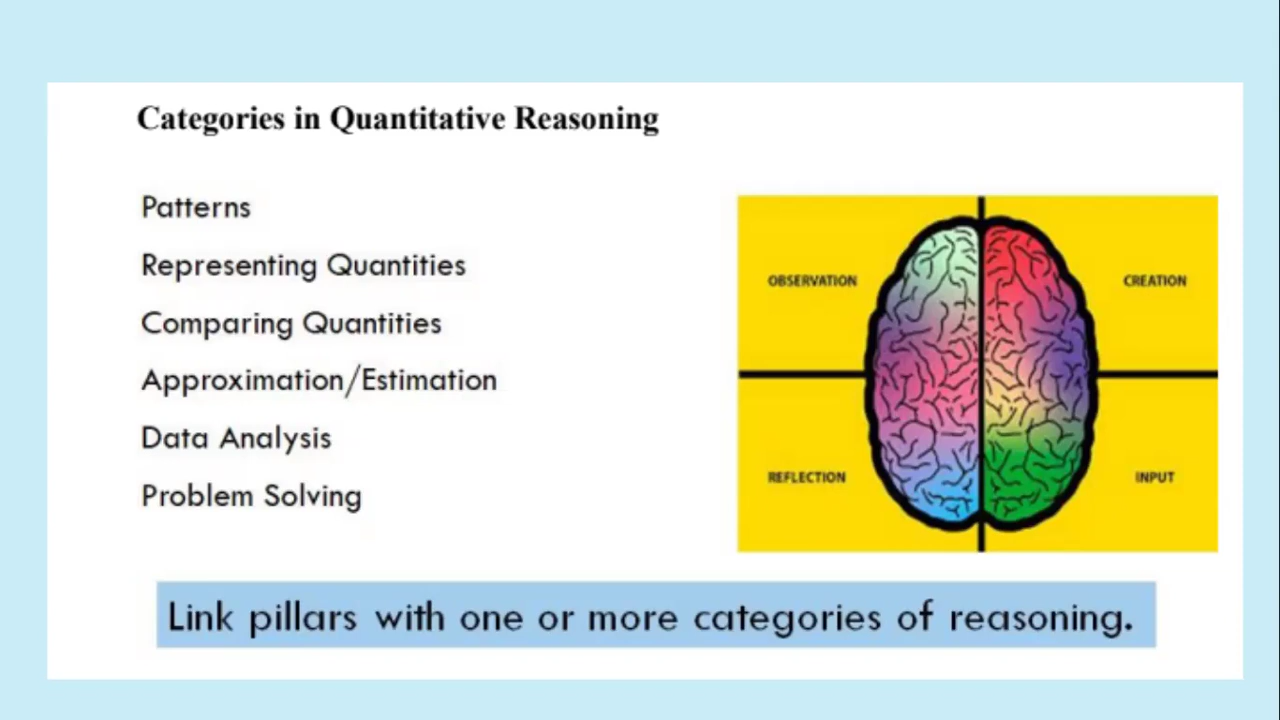 Categories in Quantitative Reasoning
Patterns
Representing Quantities
Comparing Quantities
Approximation/Estimation
Data Analysis
Problem Solving
OBSERVATION
CREATION
REFLECTION
INPUT
Link pillars with one or more categories of reasoning.